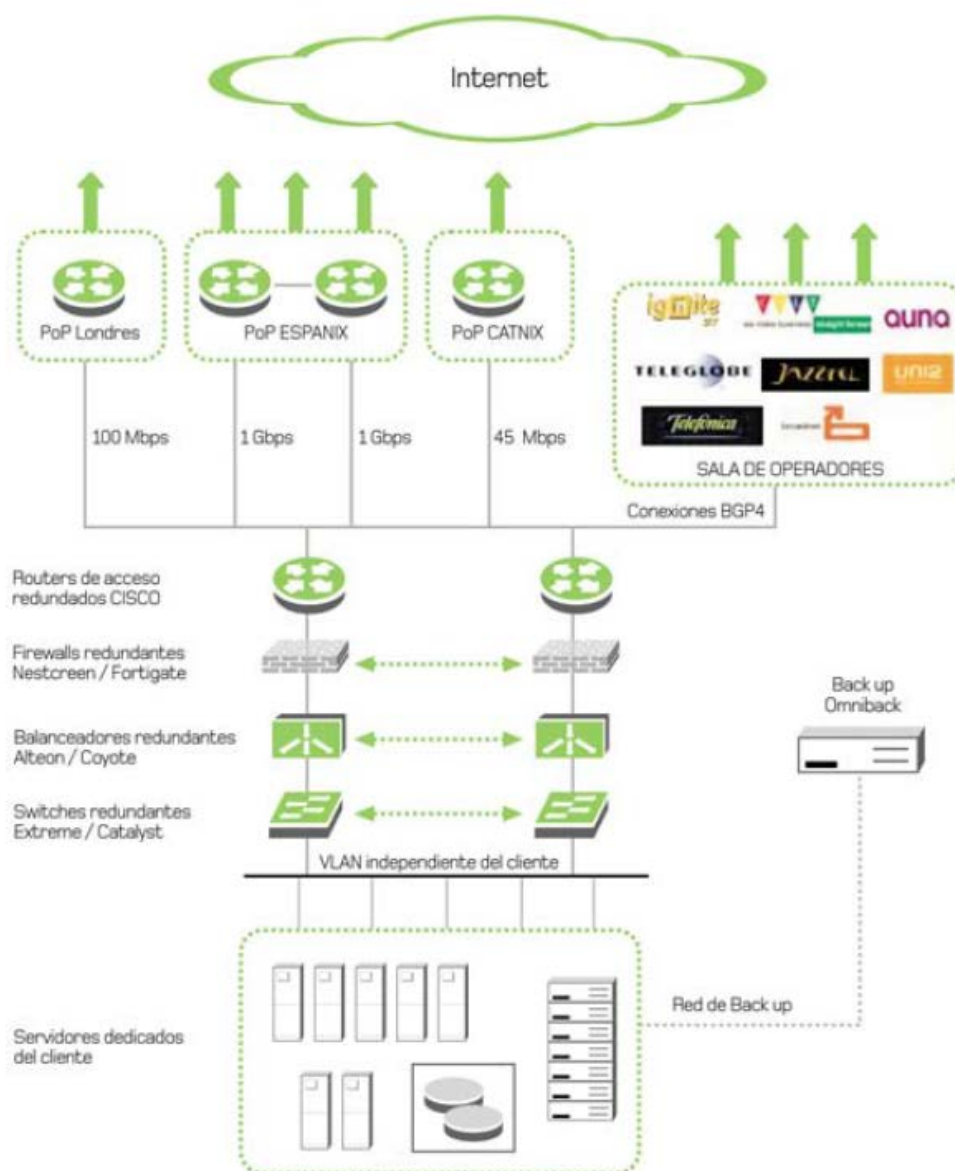 Internet
PoP Londres
PoP ESPANIX
PoP CATNIX
ignite
auna
TELEGLOBE
JAZZTEL
uni2
Telefónica
SALA DE OPERADORES
100 Mbps
1 Gbps
1 Gbps
45 Mbps
Conexiones BGP4
Routers de acceso
redundados CISCO
Firewalls redundantes
Nestcreen / Fortigate
Back up
Omniback
Balanceadores redundantes
Alteon / Coyote
Switches redundantes
Extreme / Catalyst
VLAN independiente del cliente
Red de Back up
Servidores dedicados
del cliente